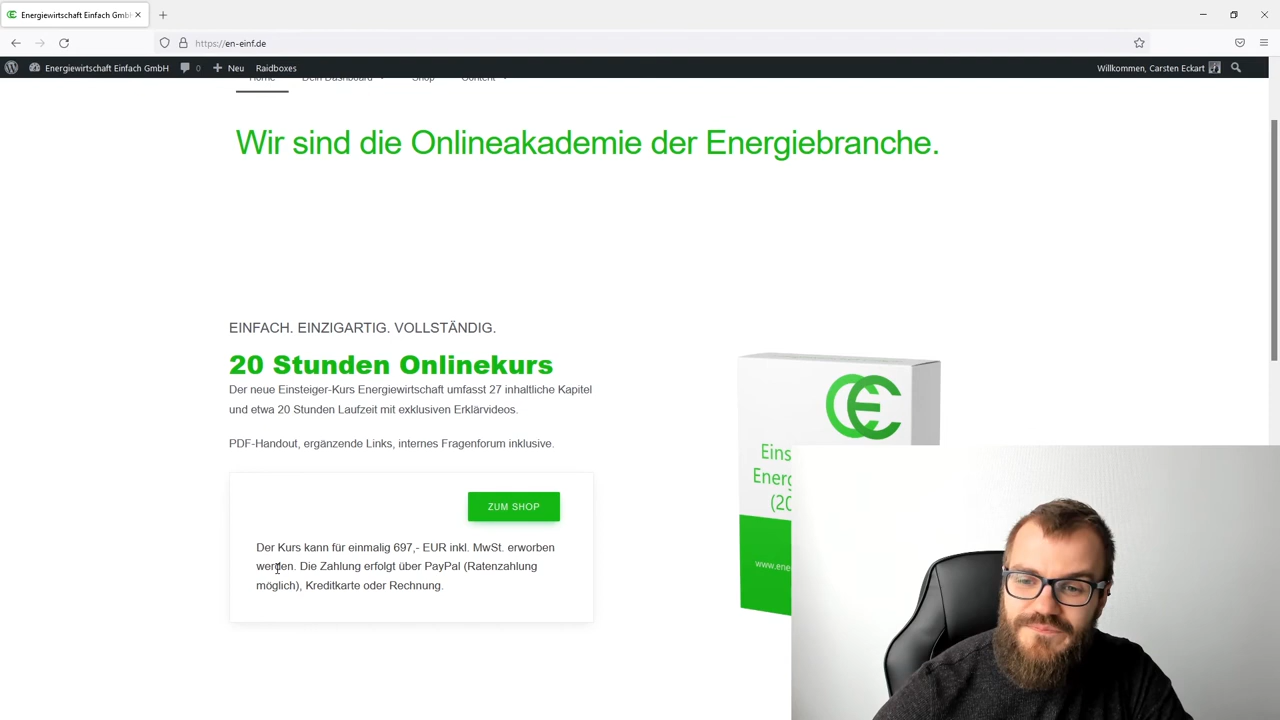 Energiewirtschaft Einfach Gmb
https://en-einf.de
Energiewirtschaft Einfach GmbH 0 Neu Raidboxes Willkommen, Carsten Eckart
Home Dein Dashboard Shop Content
Wir sind die Onlineakademie der Energiebranche.
EINFACH. EINZIGARTIG. VOLLSTÄNDIG.
20 Stunden Onlinekurs
Der neue Einsteiger-Kurs Energiewirtschaft umfasst 27 inhaltliche Kapitel
und etwa 20 Stunden Laufzeit mit exklusiven Erklärvideos.
PDF-Handout, ergänzende Links, internes Fragenforum inklusive.
ZUM SHOP
Der Kurs kann für einmalig 697,- EUR inkl. MwSt. erworben
werden. Die Zahlung erfolgt über PayPal (Ratenzahlung
möglich), Kreditkarte oder Rechnung.
CE
Eins
Energ
(20
www.ene